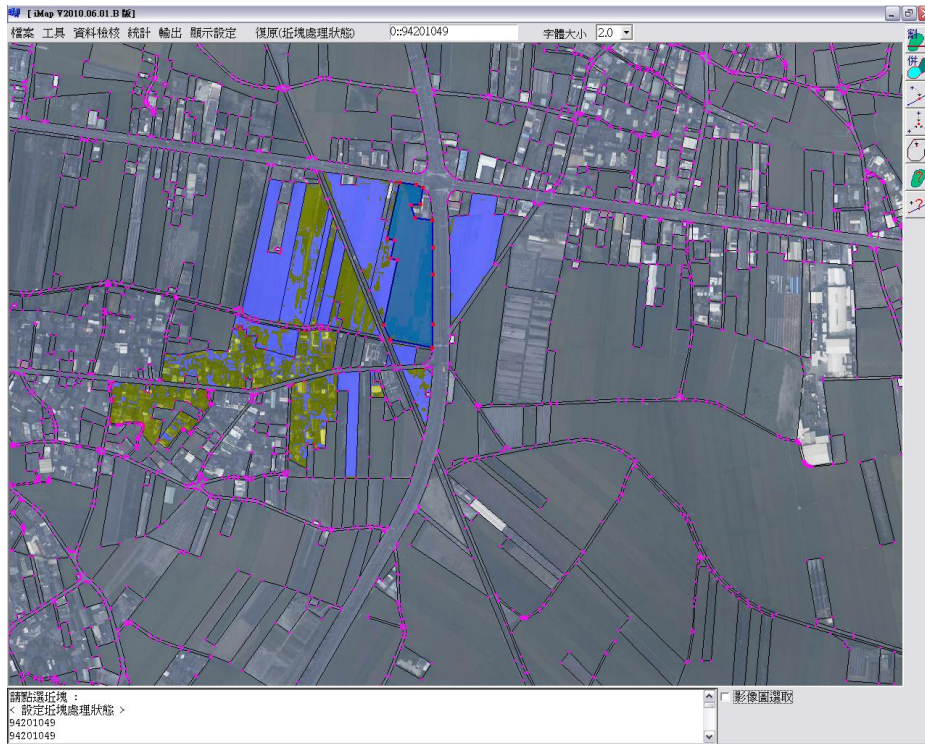 [ iMap V2010.06.01.B 版]
檔案 工具 資料檢核 統計 輸出 顯示設定 復原(坵塊處理狀態) 0::94201049 字體大小 2.0
割
併
請點選坵塊 :
< 設定坵塊處理狀態 >
94201049
94201049
影像圖選取